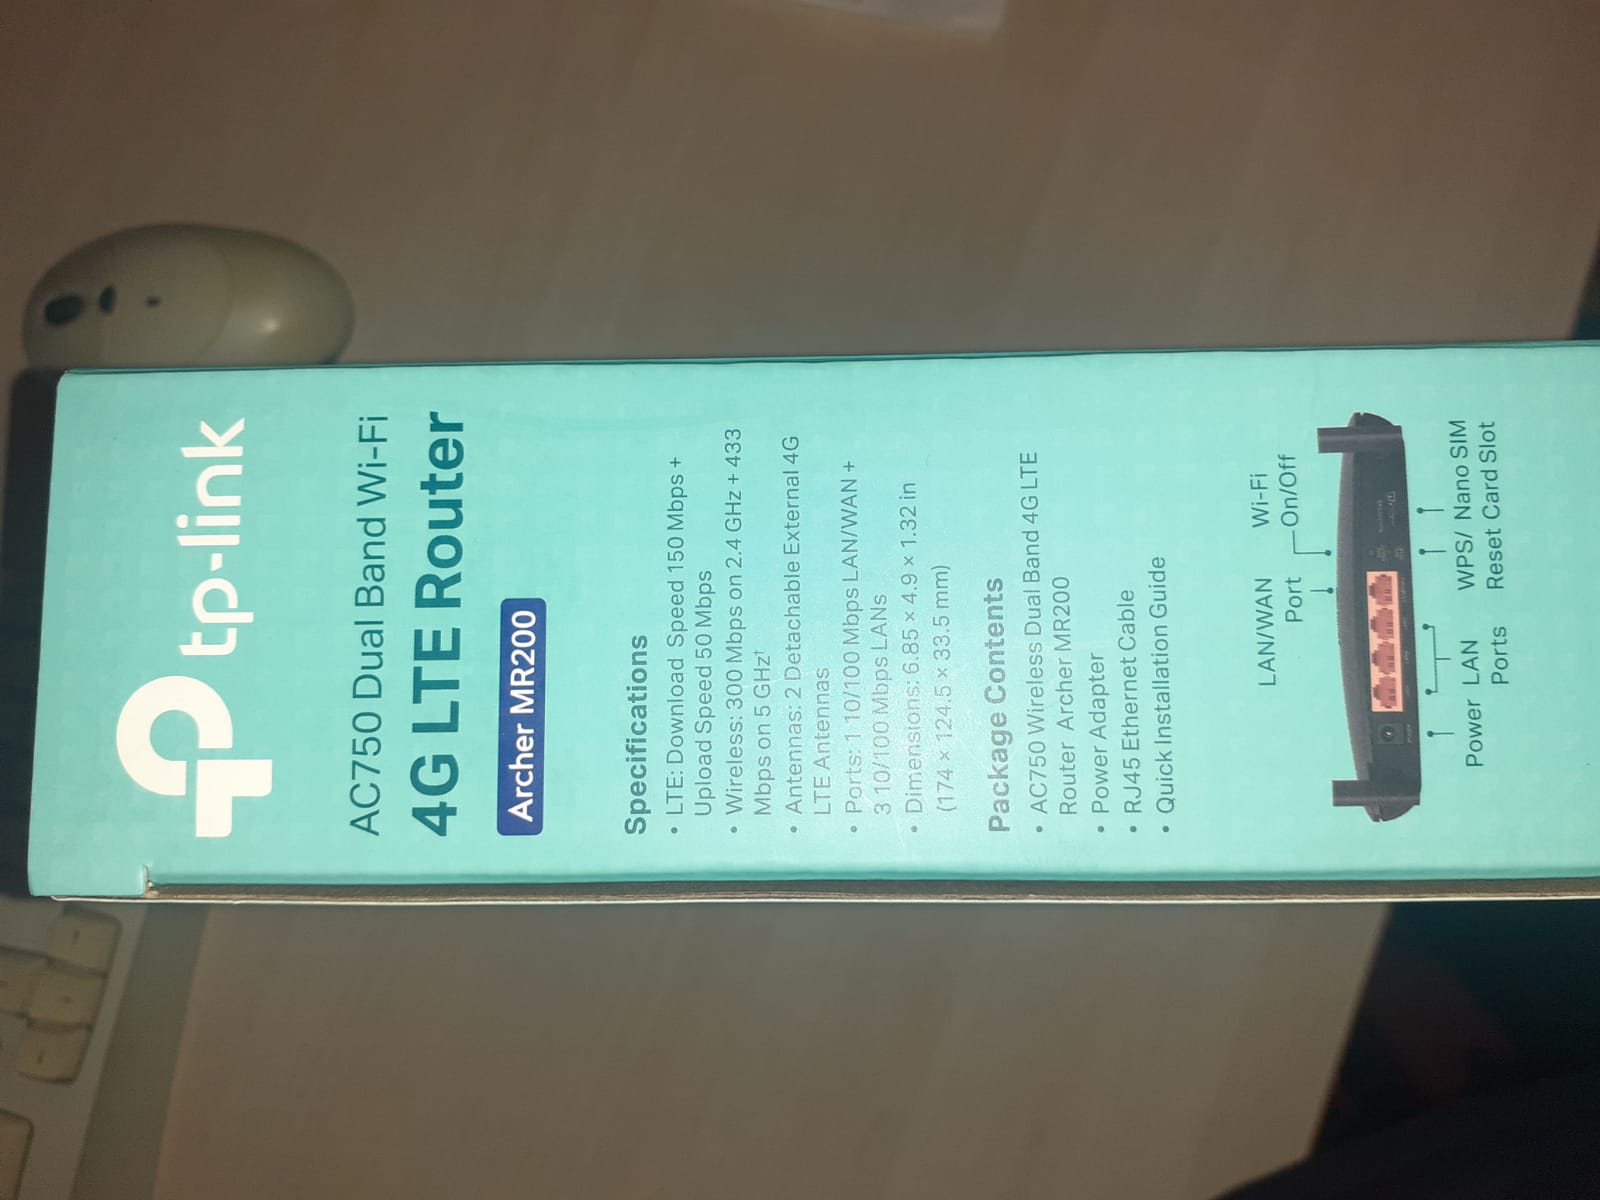 tp-link
AC750 Dual Band Wi-Fi
4G LTE Router
Archer MR200
Specifications
• LTE: Download Speed 150 Mbps +
Upload Speed 50 Mbps
• Wireless: 300 Mbps on 2.4 GHz + 433
Mbps on 5 GHz†
• Antennas: 2 Detachable External 4G
LTE Antennas
• Ports: 1 10/100 Mbps LAN/WAN +
3 10/100 Mbps LANs
• Dimensions: 6.85 × 4.9 × 1.32 in
(174 × 124.5 × 33.5 mm)
Package Contents
• AC750 Wireless Dual Band 4G LTE
Router Archer MR200
• Power Adapter
• RJ45 Ethernet Cable
• Quick Installation Guide
LAN/WAN Wi-Fi
Port On/Off
Power LAN WPS/ Nano SIM
Ports Reset Card Slot